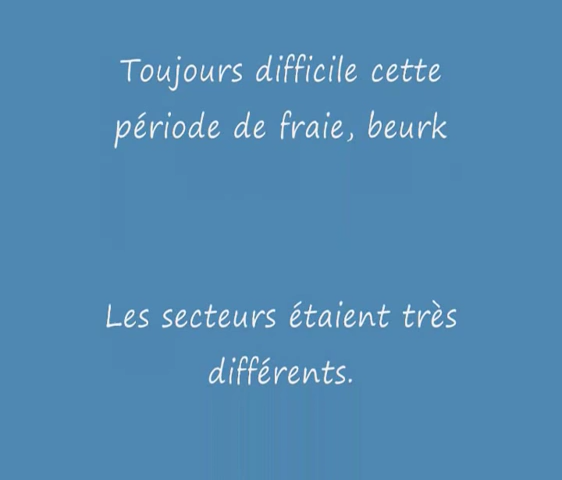 Toujours difficile cette
période de fraie, beurk
Les secteurs étaient très
différents.